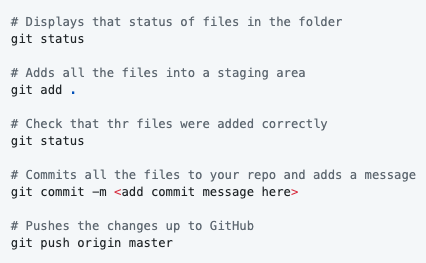 # Displays that status of files in the folder
git status
# Adds all the files into a staging area
git add .
# Check that thr files were added correctly
git status
# Commits all the files to your repo and adds a message
git commit -m <add commit message here>
# Pushes the changes up to GitHub
git push origin master